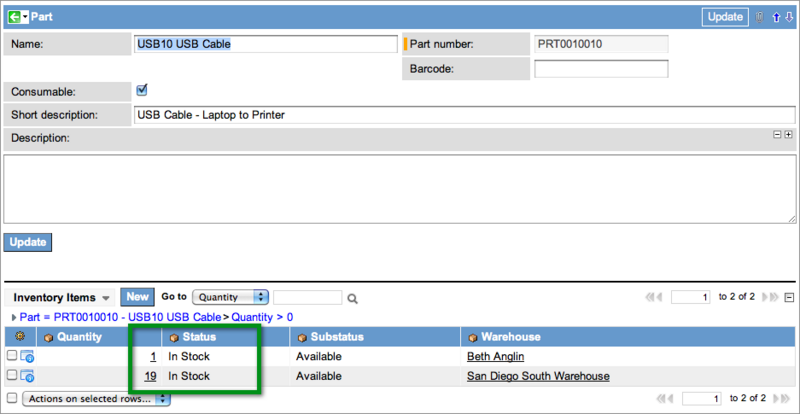 Part Update
Name: USB10 USB Cable Part number: PRT0010010
Barcode:
Consumable:
Short description: USB Cable - Laptop to Printer
Description:
Update
Inventory Items New Go to Quantity 1 to 2 of 2
Part = PRT0010010 - USB10 USB Cable > Quantity > 0
Quantity Status Substatus Warehouse
1 In Stock Available Beth Anglin
19 In Stock Available San Diego South Warehouse
Actions on selected rows... 1 to 2 of 2